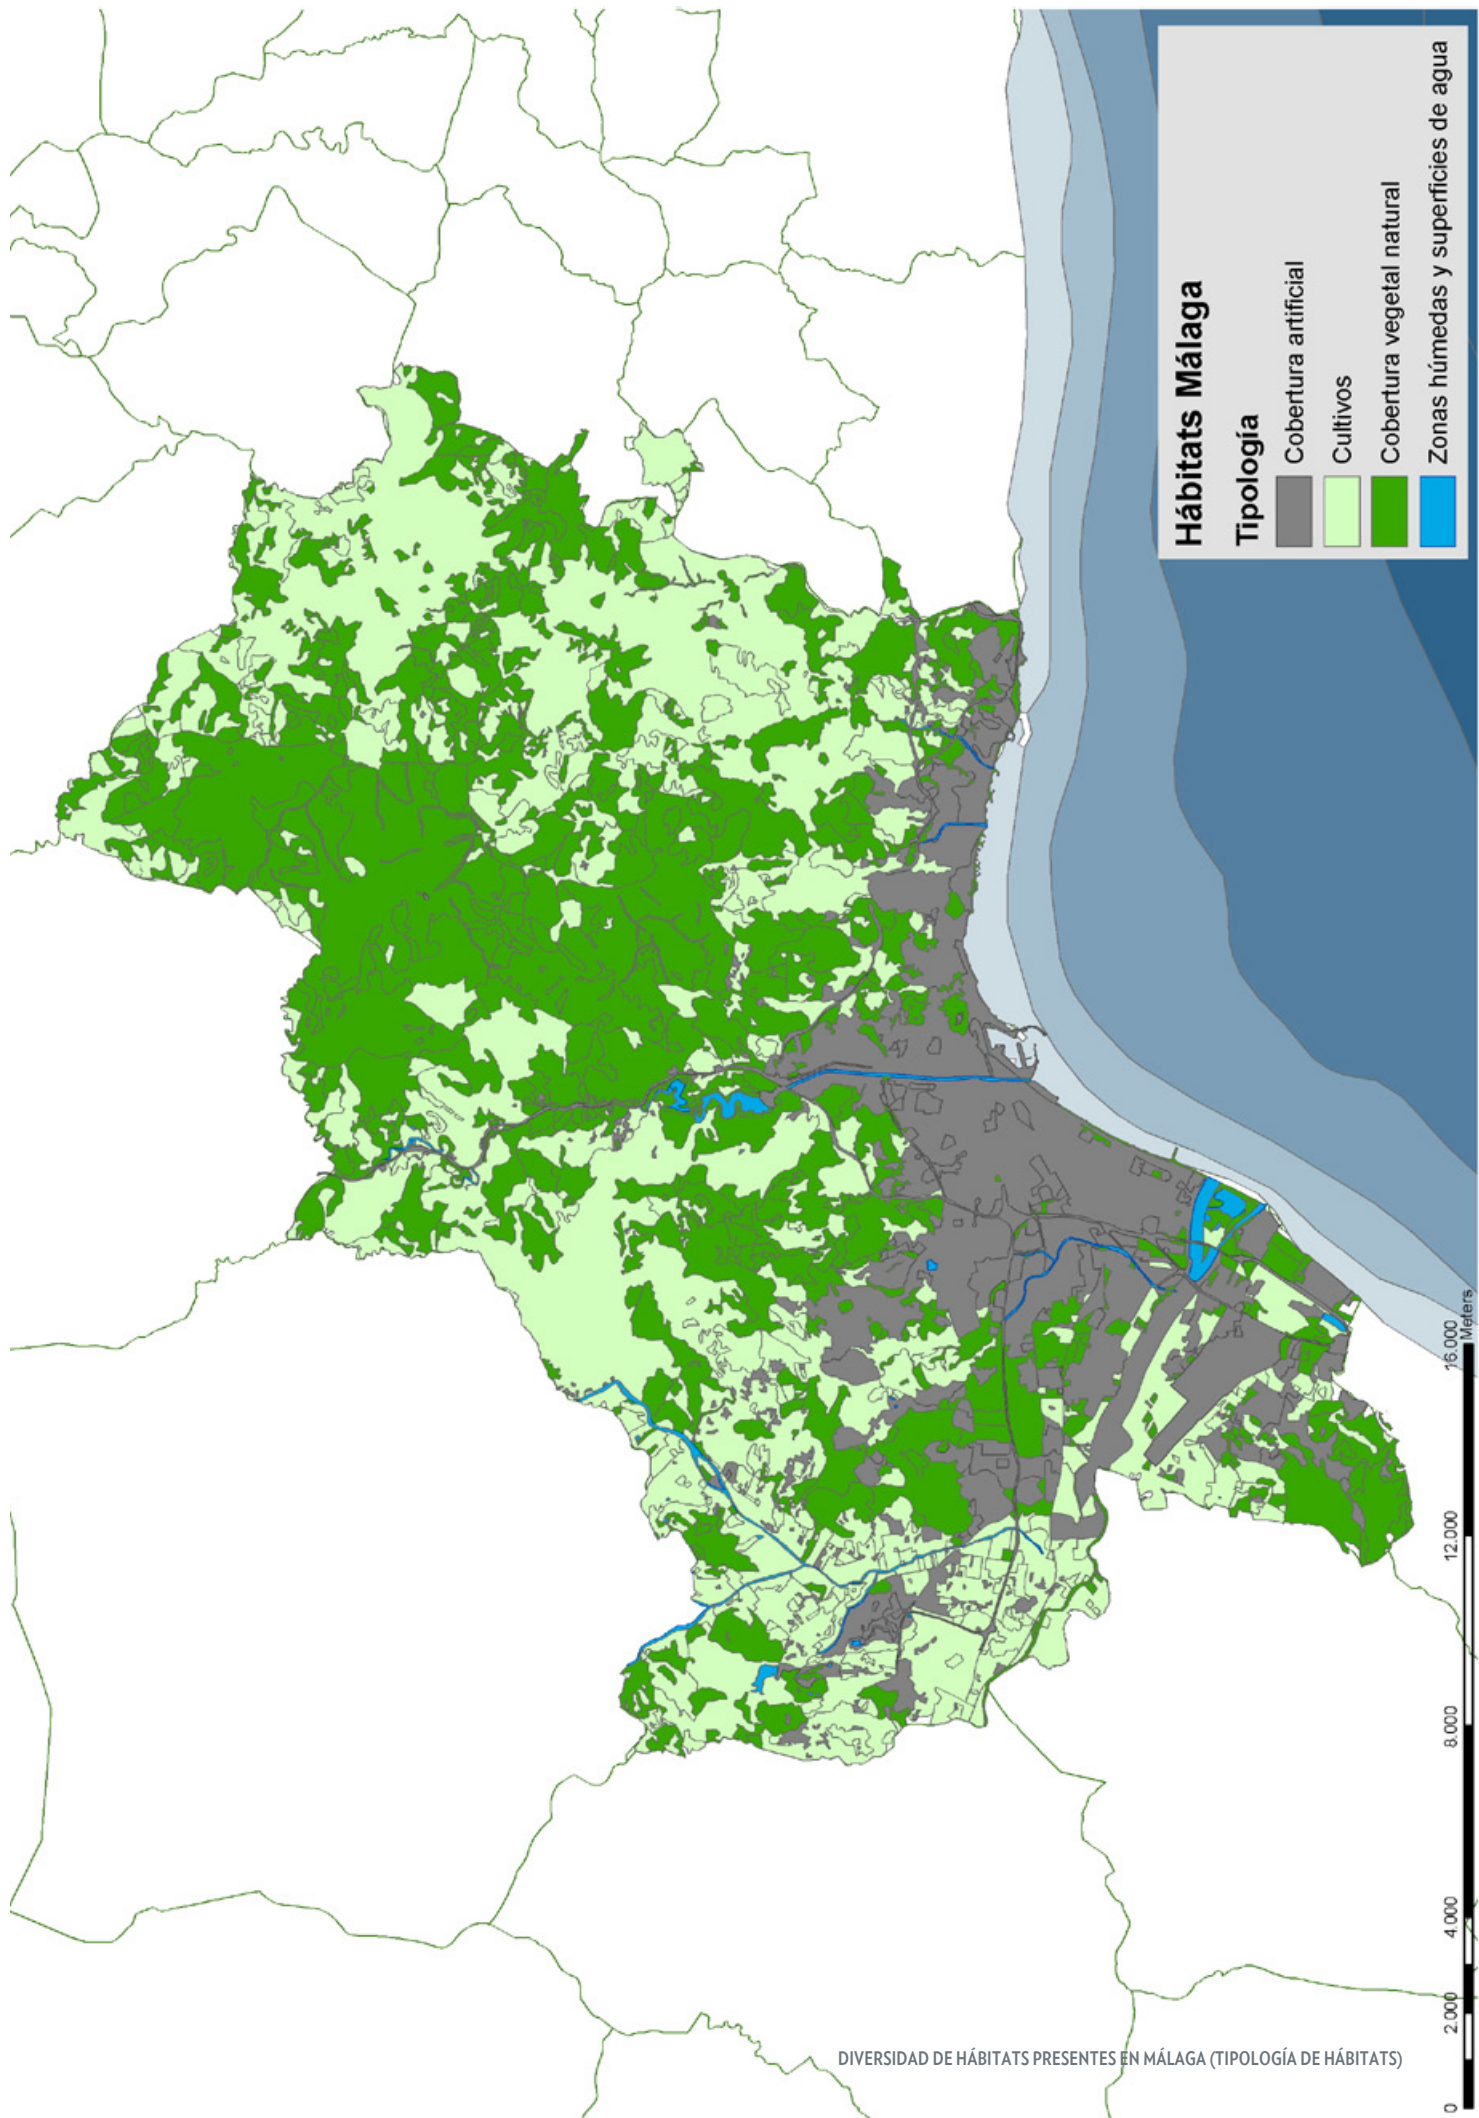 Hábitats Málaga
Tipología
Cobertura artificial
Cultivos
Cobertura vegetal natural
Zonas húmedas y superficies de agua
0 2.000 4.000 8.000 12.000 16.000
Meters
DIVERSIDAD DE HÁBITATS PRESENTES EN MÁLAGA (TIPOLOGÍA DE HÁBITATS)